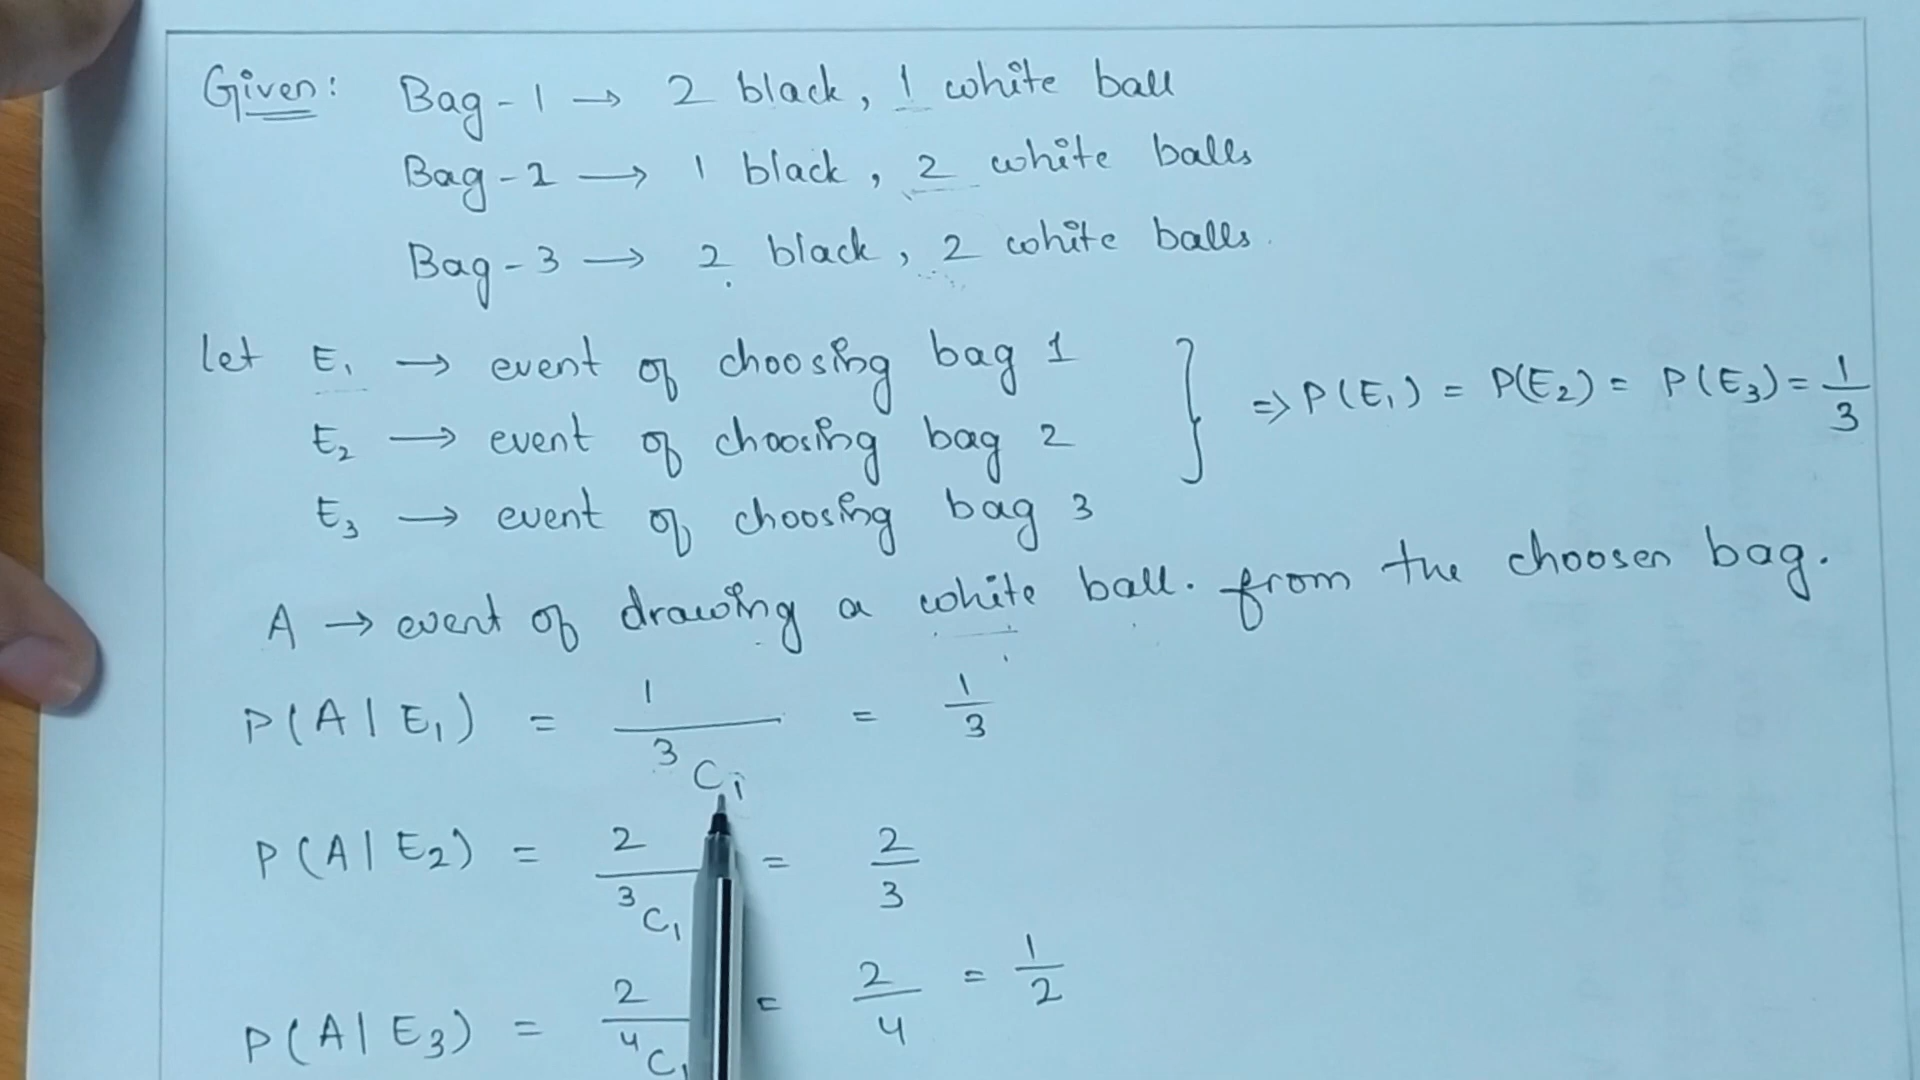 Given: Bag-1 → 2 black, 1 white ball
Bag-2 → 1 black, 2 white balls
Bag-3 → 2 black, 2 white balls.
let E₁ → event of choosing bag 1
E₂ → event of choosing bag 2 } ⇒ P(E₁) = P(E₂) = P(E₃) = 1/3
E₃ → event of choosing bag 3
A → event of drawing a white ball. from the choosen bag.
P(A|E₁) = 1/³C₁ = 1/3
P(A|E₂) = 2/³C₁ = 2/3
P(A|E₃) = 2/⁴C₁ = 2/4 = 1/2